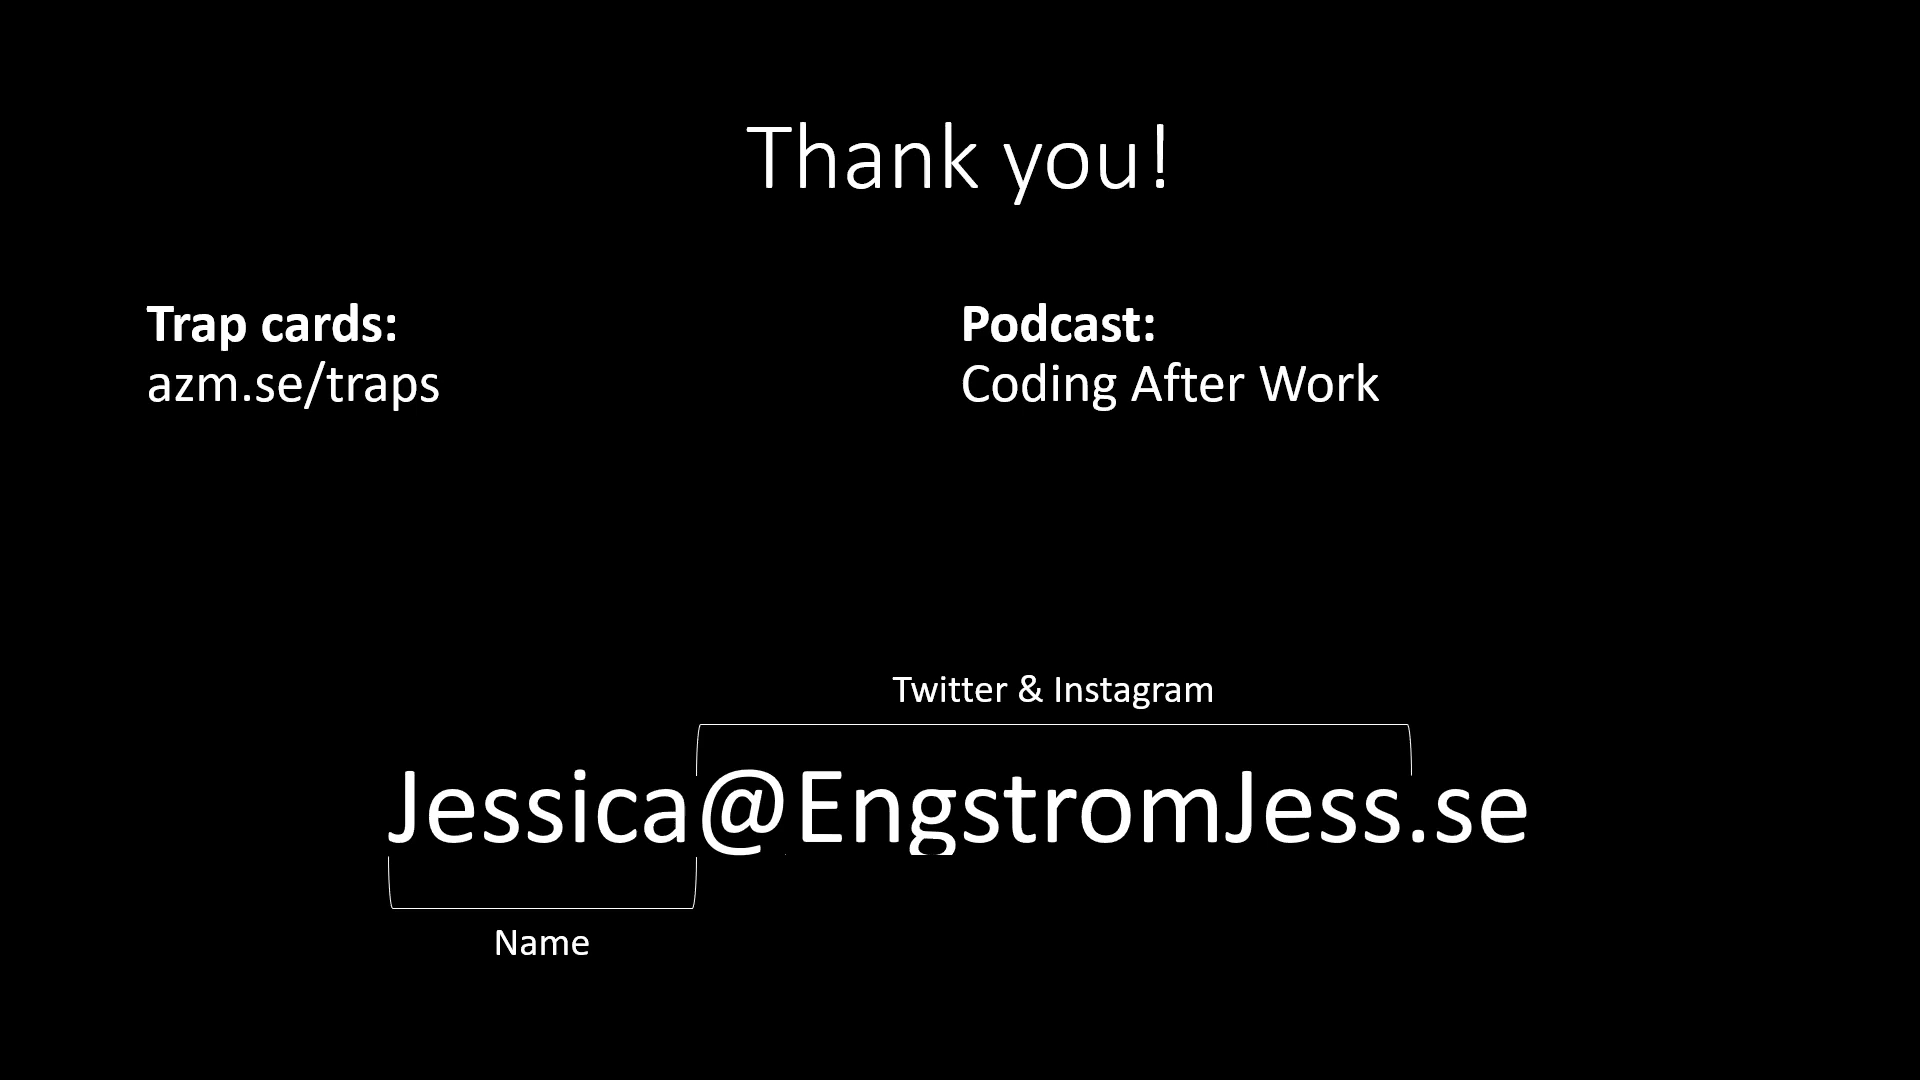 Thank you!
Trap cards:
azm.se/traps
Podcast:
Coding After Work
Twitter & Instagram
Jessica@EngstromJess.se
Name